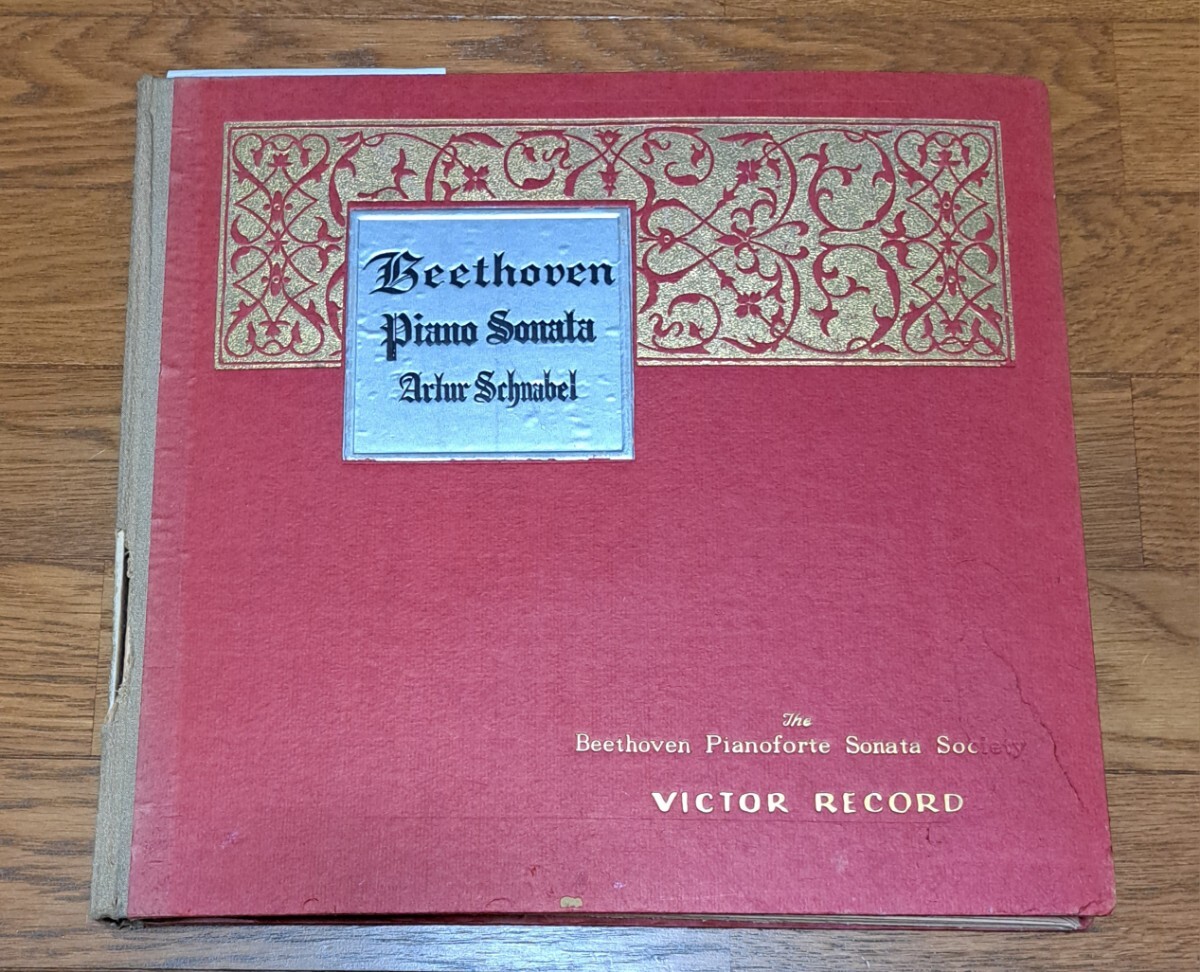 Beethoven
Piano Sonata
Artur Schnabel
The
Beethoven Pianoforte Sonata Society
VICTOR RECORD